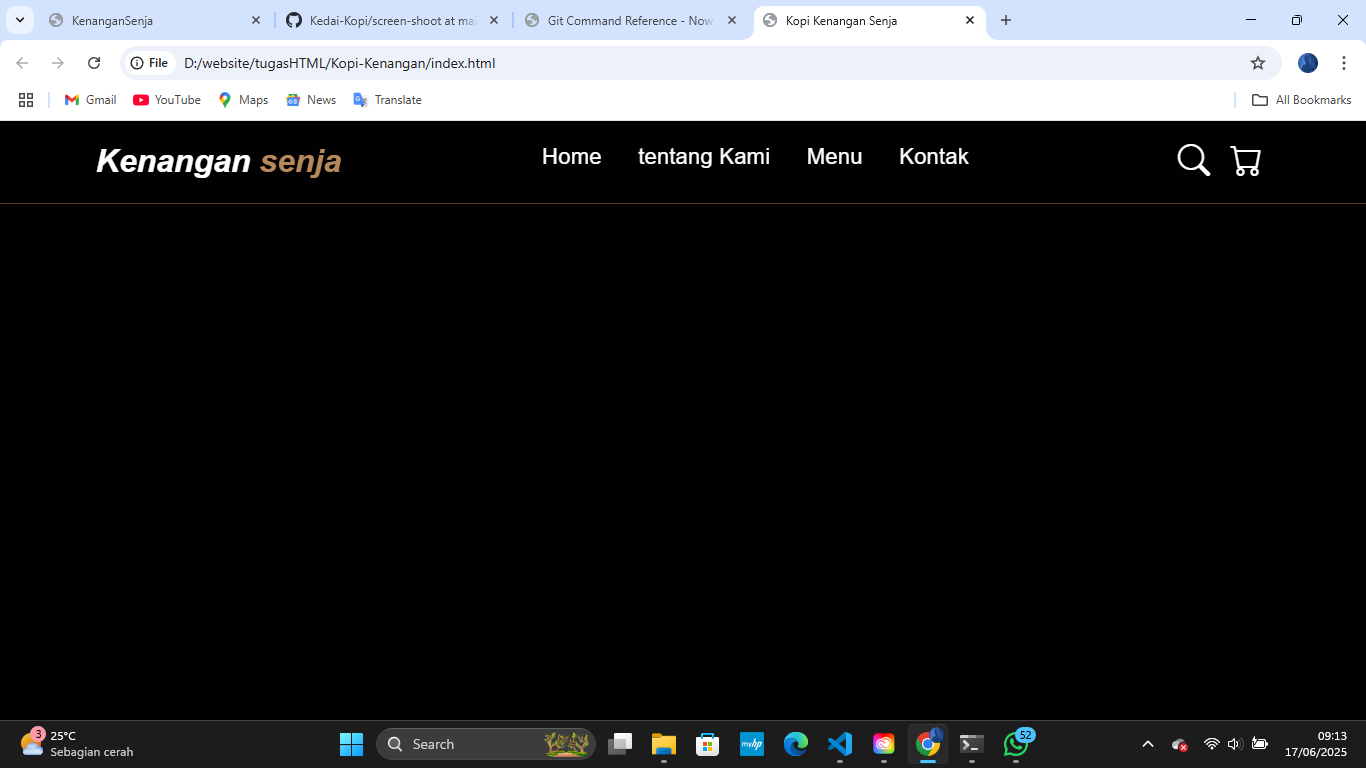 KenanganSenja
Kedai-Kopi/screen-shoot at ma
Git Command Reference - Now
Kopi Kenangan Senja
File
D:/website/tugasHTML/Kopi-Kenangan/index.html
Gmail
YouTube
Maps
News
Translate
All Bookmarks
Kenangan senja
Home
tentang Kami
Menu
Kontak
3
25°C
Sebagian cerah
Search
myhp
52
09:13
17/06/2025